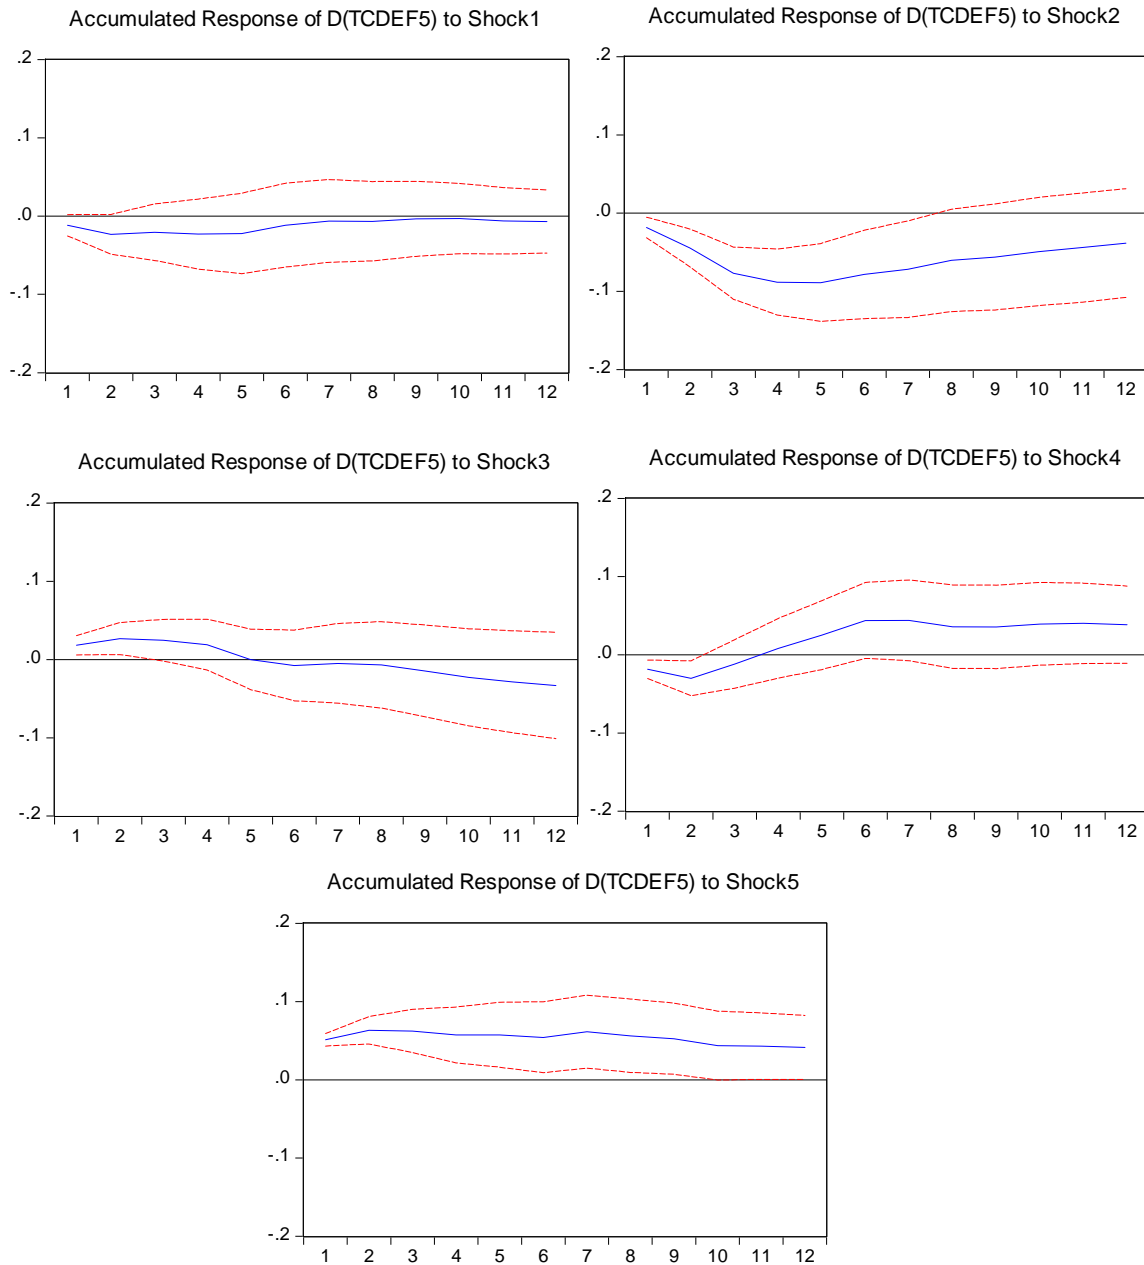 Accumulated Response of D(TCDEF5) to Shock1
.2
.1
.0
-.1
-.2
1 2 3 4 5 6 7 8 9 10 11 12
Accumulated Response of D(TCDEF5) to Shock2
.2
.1
.0
-.1
-.2
1 2 3 4 5 6 7 8 9 10 11 12
Accumulated Response of D(TCDEF5) to Shock3
.2
.1
.0
-.1
-.2
1 2 3 4 5 6 7 8 9 10 11 12
Accumulated Response of D(TCDEF5) to Shock4
.2
.1
.0
-.1
-.2
1 2 3 4 5 6 7 8 9 10 11 12
Accumulated Response of D(TCDEF5) to Shock5
.2
.1
.0
-.1
-.2
1 2 3 4 5 6 7 8 9 10 11 12